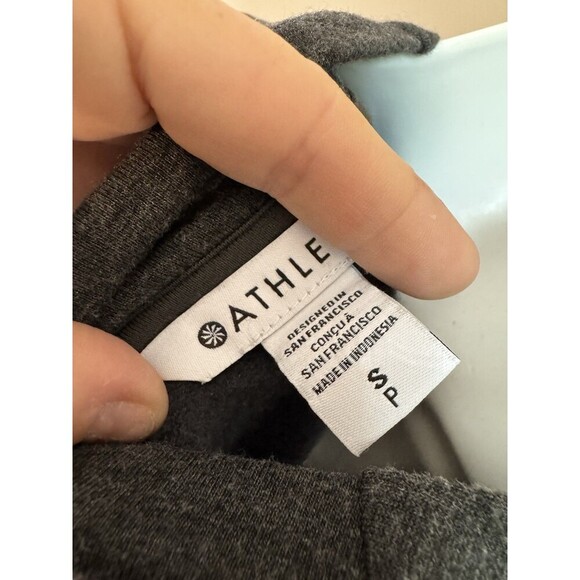 ATHLE
DESIGNED IN
SAN FRANCISCO
CONÇU À
SAN FRANCISCO
MADE IN INDONESIA
S
P